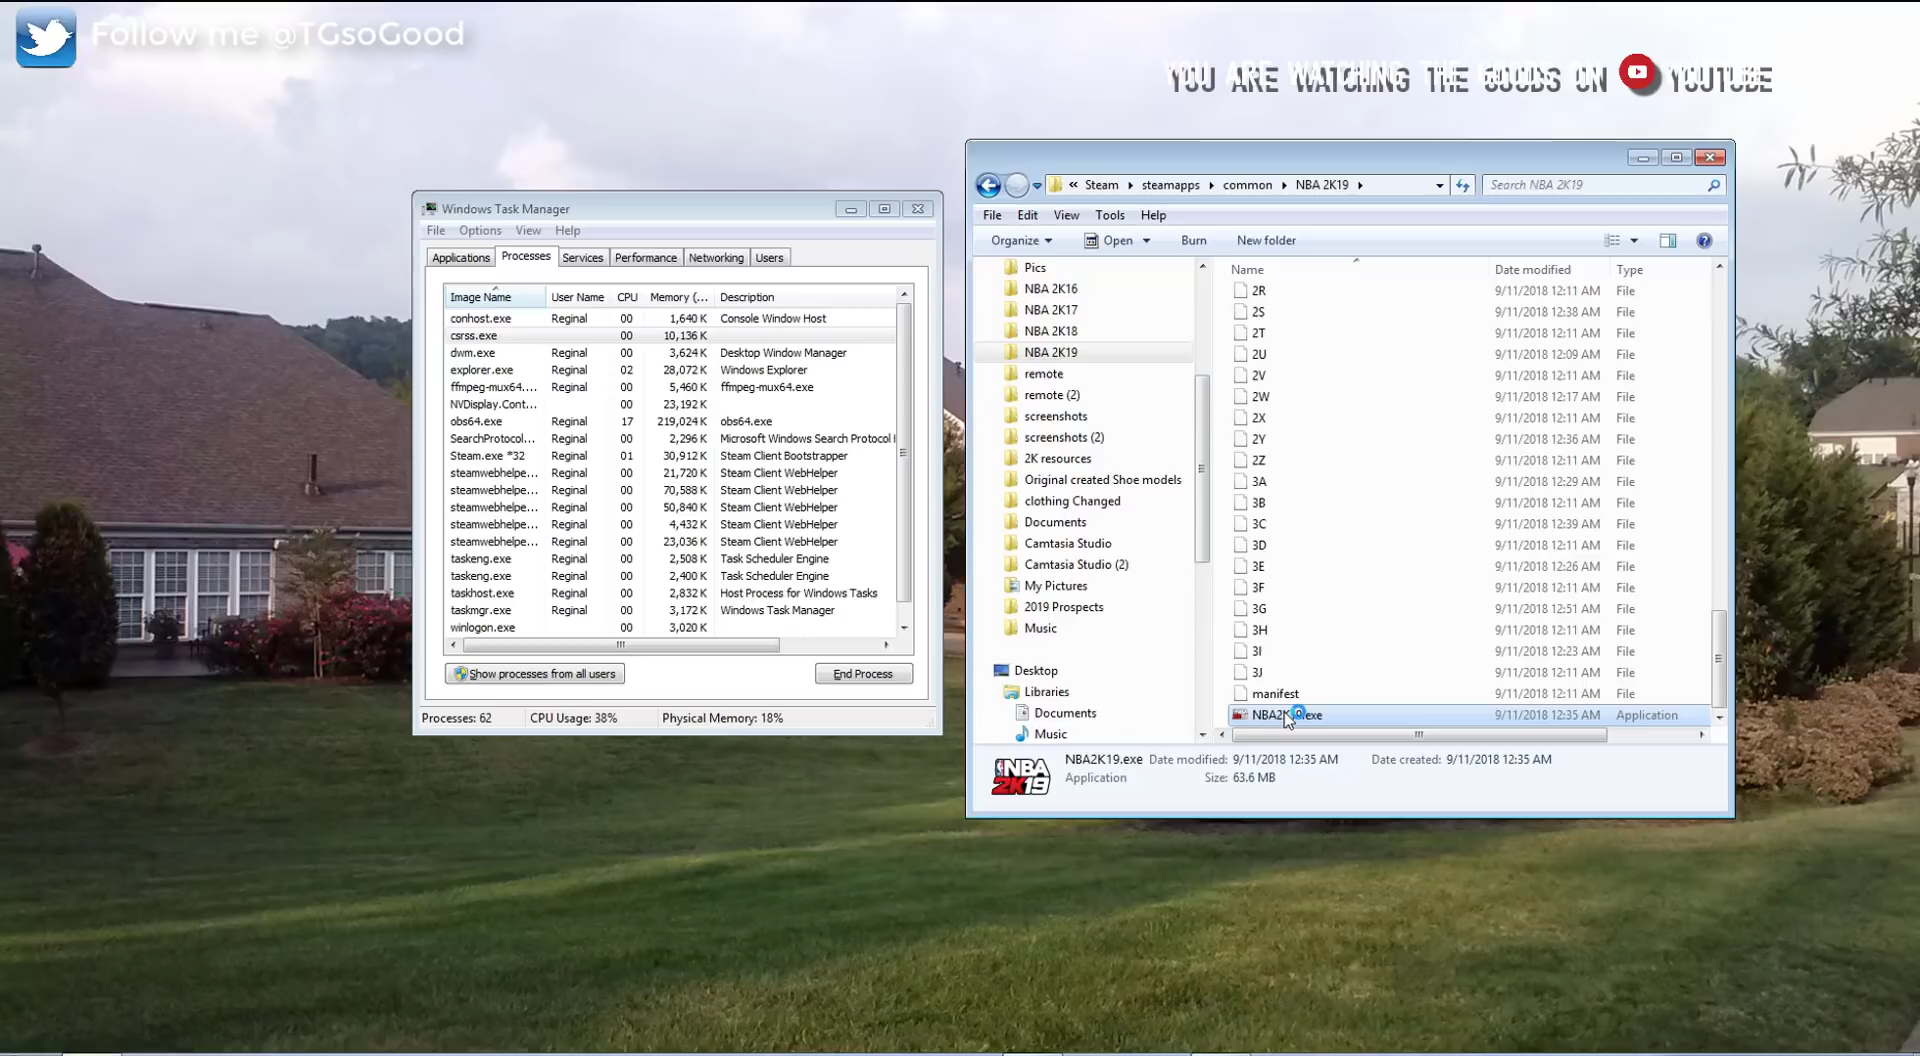 Follow me @TGsoGood
YOU ARE WATCHING THE GOODS ON YOUTUBE
Windows Task Manager
File Options View Help
Applications Processes Services Performance Networking Users
Image Name User Name CPU Memory (... Description
conhost.exe Reginal 00 1,640 K Console Window Host
csrss.exe 00 10,136 K
dwm.exe Reginal 00 3,624 K Desktop Window Manager
explorer.exe Reginal 02 28,072 K Windows Explorer
ffmpeg-mux64.... Reginal 00 5,460 K ffmpeg-mux64.exe
NVDisplay.Cont... 00 23,192 K
obs64.exe Reginal 17 219,024 K obs64.exe
SearchProtocol... Reginal 00 2,296 K Microsoft Windows Search Protocol
Steam.exe *32 Reginal 01 30,912 K Steam Client Bootstrapper
steamwebhelpe... Reginal 00 21,720 K Steam Client WebHelper
steamwebhelpe... Reginal 00 70,588 K Steam Client WebHelper
steamwebhelpe... Reginal 00 50,840 K Steam Client WebHelper
steamwebhelpe... Reginal 00 4,432 K Steam Client WebHelper
steamwebhelpe... Reginal 00 23,036 K Steam Client WebHelper
taskeng.exe Reginal 00 2,508 K Task Scheduler Engine
taskeng.exe Reginal 00 2,400 K Task Scheduler Engine
taskhost.exe Reginal 00 2,832 K Host Process for Windows Tasks
taskmgr.exe Reginal 00 3,172 K Windows Task Manager
winlogon.exe 00 3,020 K
Show processes from all users End Process
Processes: 62 CPU Usage: 38% Physical Memory: 18%
« Steam steamapps common NBA 2K19 Search NBA 2K19
File Edit View Tools Help
Organize Open Burn New folder
Pics
NBA 2K16
NBA 2K17
NBA 2K18
NBA 2K19
remote
remote (2)
screenshots
screenshots (2)
2K resources
Original created Shoe models
clothing Changed
Documents
Camtasia Studio
Camtasia Studio (2)
My Pictures
2019 Prospects
Music
Desktop
Libraries
Documents
Music
Name Date modified Type
2R 9/11/2018 12:11 AM File
2S 9/11/2018 12:38 AM File
2T 9/11/2018 12:11 AM File
2U 9/11/2018 12:09 AM File
2V 9/11/2018 12:11 AM File
2W 9/11/2018 12:17 AM File
2X 9/11/2018 12:11 AM File
2Y 9/11/2018 12:36 AM File
2Z 9/11/2018 12:11 AM File
3A 9/11/2018 12:29 AM File
3B 9/11/2018 12:11 AM File
3C 9/11/2018 12:39 AM File
3D 9/11/2018 12:11 AM File
3E 9/11/2018 12:26 AM File
3F 9/11/2018 12:11 AM File
3G 9/11/2018 12:51 AM File
3H 9/11/2018 12:11 AM File
3I 9/11/2018 12:23 AM File
3J 9/11/2018 12:11 AM File
manifest 9/11/2018 12:11 AM File
9/11/2018 12:35 AM Application
NBA 2K19
NBA2K19.exe Date modified: 9/11/2018 12:35 AM Date created: 9/11/2018 12:35 AM
Application Size: 63.6 MB